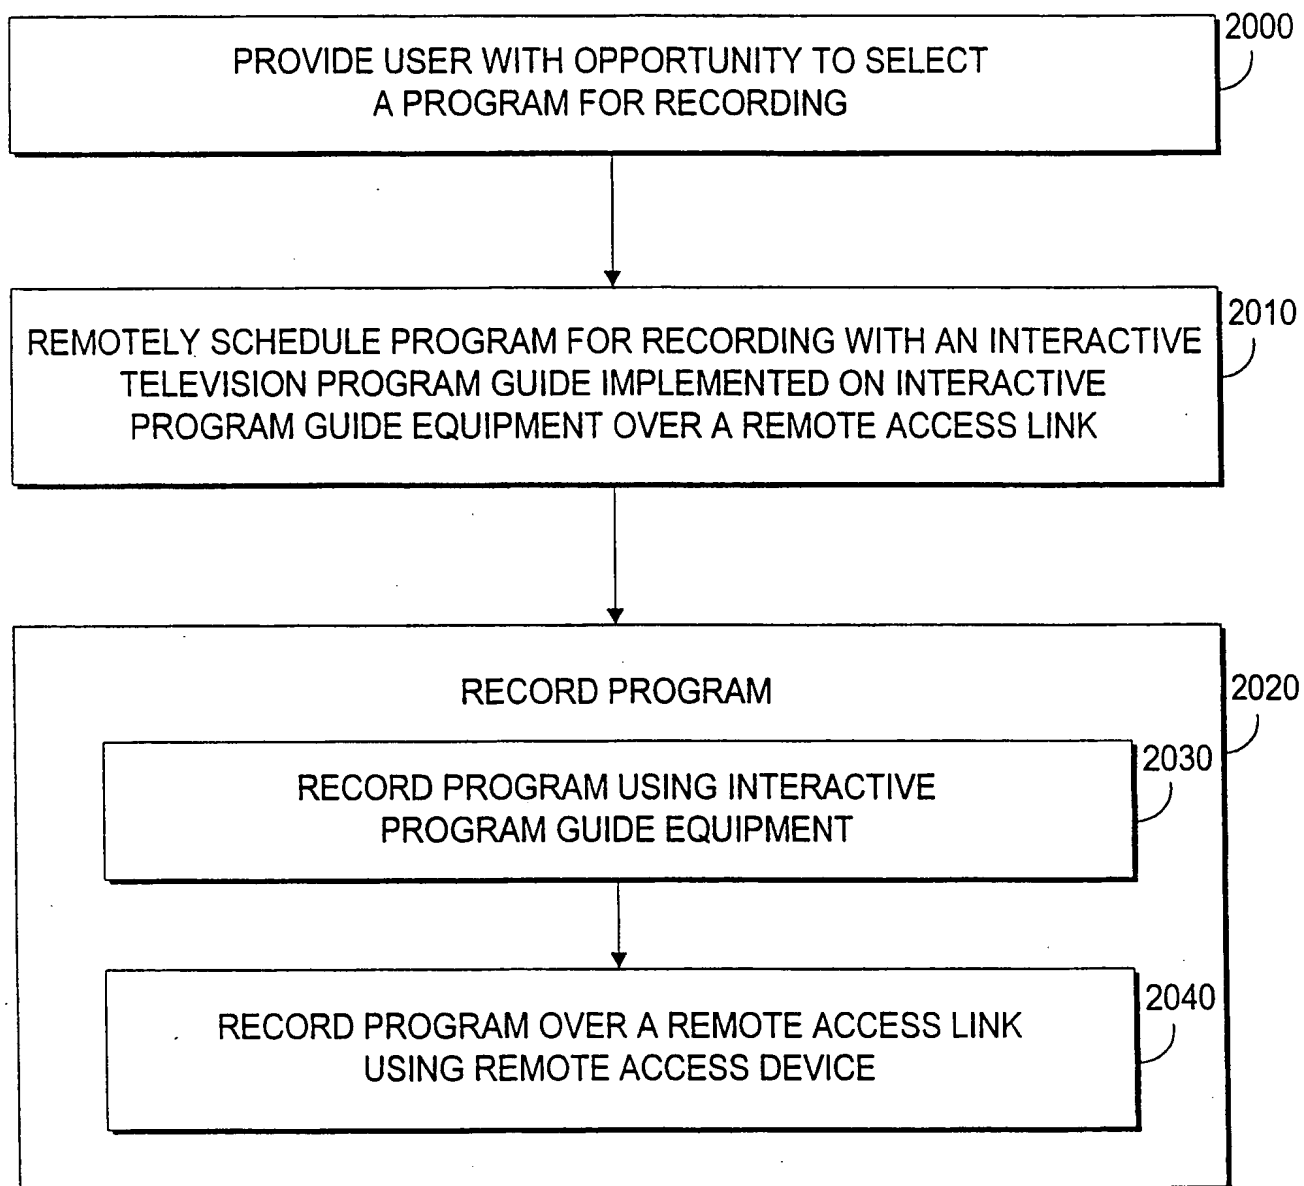 2000
PROVIDE USER WITH OPPORTUNITY TO SELECT
A PROGRAM FOR RECORDING
2010
REMOTELY SCHEDULE PROGRAM FOR RECORDING WITH AN INTERACTIVE
TELEVISION PROGRAM GUIDE IMPLEMENTED ON INTERACTIVE
PROGRAM GUIDE EQUIPMENT OVER A REMOTE ACCESS LINK
RECORD PROGRAM
2020
2030
RECORD PROGRAM USING INTERACTIVE
PROGRAM GUIDE EQUIPMENT
2040
RECORD PROGRAM OVER A REMOTE ACCESS LINK
USING REMOTE ACCESS DEVICE